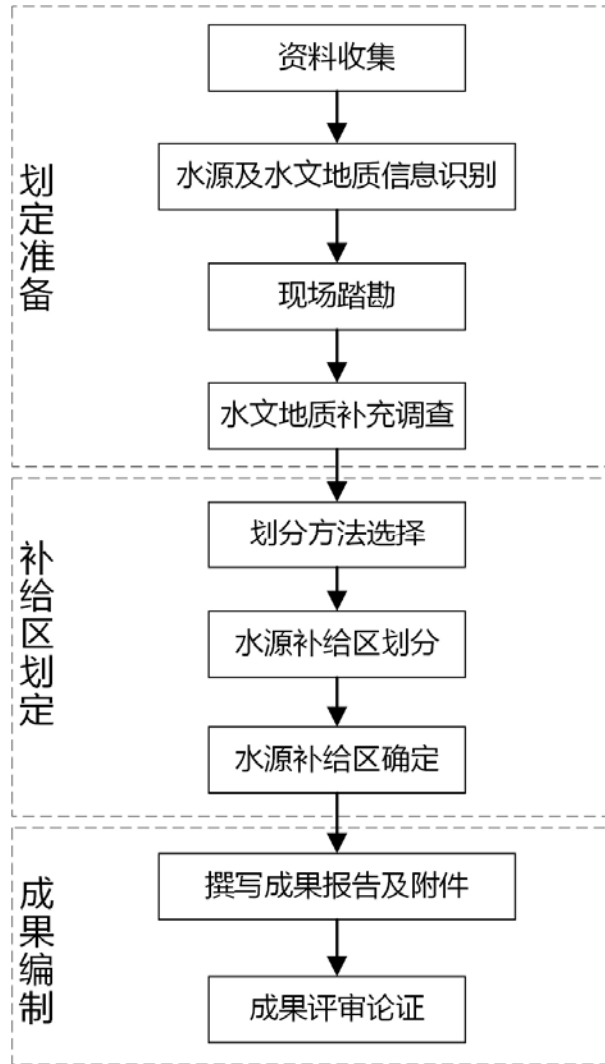 划定准备
资料收集
水源及水文地质信息识别
现场踏勘
水文地质补充调查
补给区划定
划分方法选择
水源补给区划分
水源补给区确定
成果编制
撰写成果报告及附件
成果评审论证